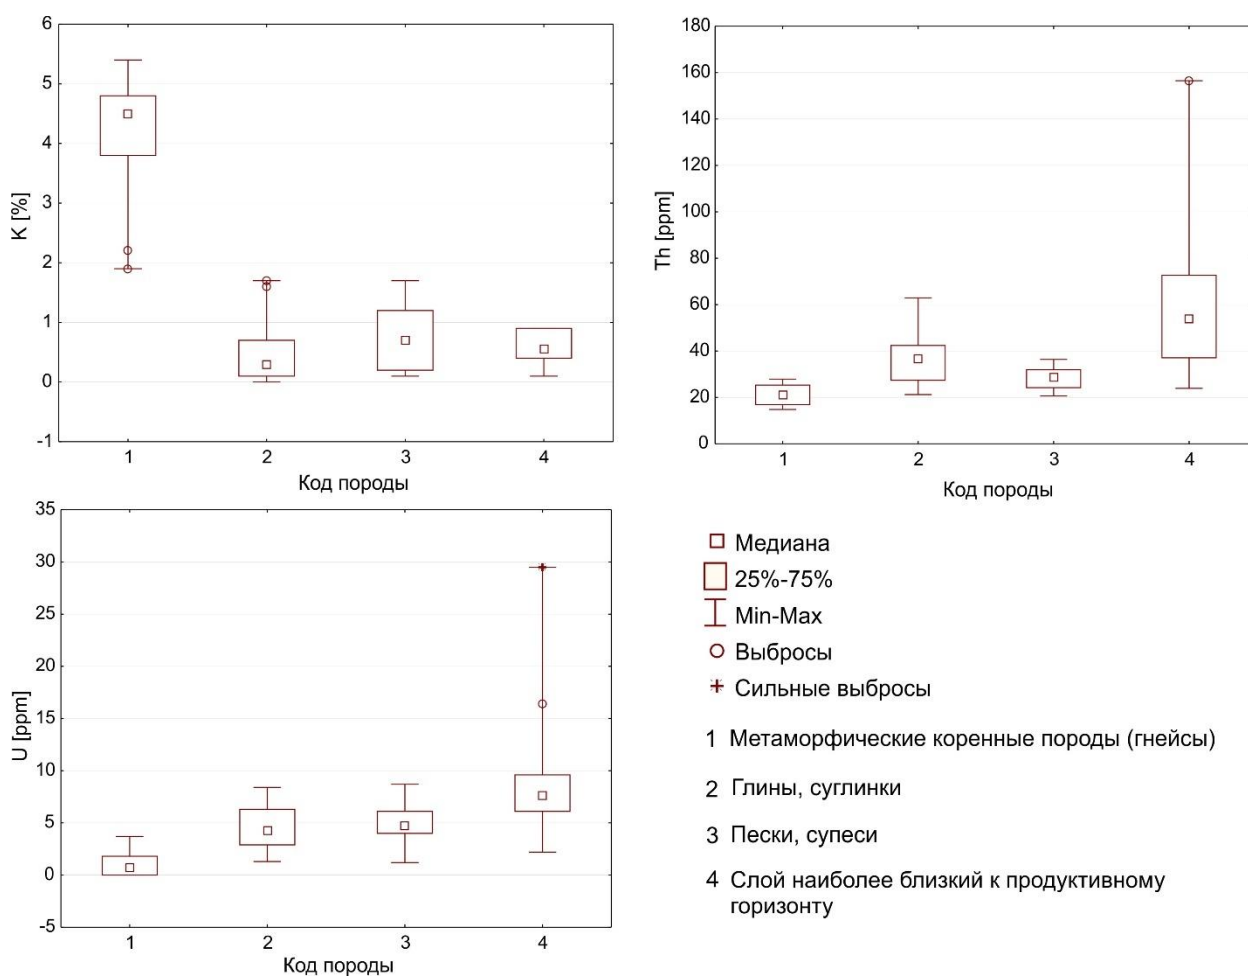 6
5
4
3
2
1
0
-1
K [%]
1 2 3 4
Код породы
180
160
140
120
100
80
60
40
20
0
Th [ppm]
1 2 3 4
Код породы
35
30
25
20
15
10
5
0
-5
U [ppm]
1 2 3 4
Код породы
Медиана
25%-75%
Min-Max
Выбросы
Сильные выбросы
1 Метаморфические коренные породы (гнейсы)
2 Глины, суглинки
3 Пески, супеси
4 Слой наиболее близкий к продуктивному
горизонту